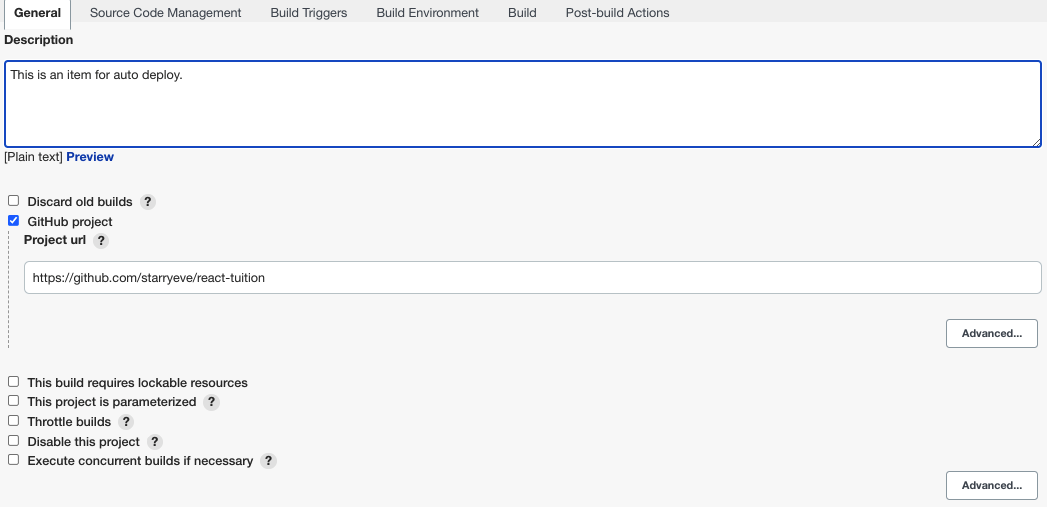 General Source Code Management Build Triggers Build Environment Build Post-build Actions
Description
This is an item for auto deploy.
[Plain text] Preview
Discard old builds ?
GitHub project
Project url ?
https://github.com/starryeve/react-tuition
Advanced...
This build requires lockable resources
This project is parameterized ?
Throttle builds ?
Disable this project ?
Execute concurrent builds if necessary ?
Advanced...